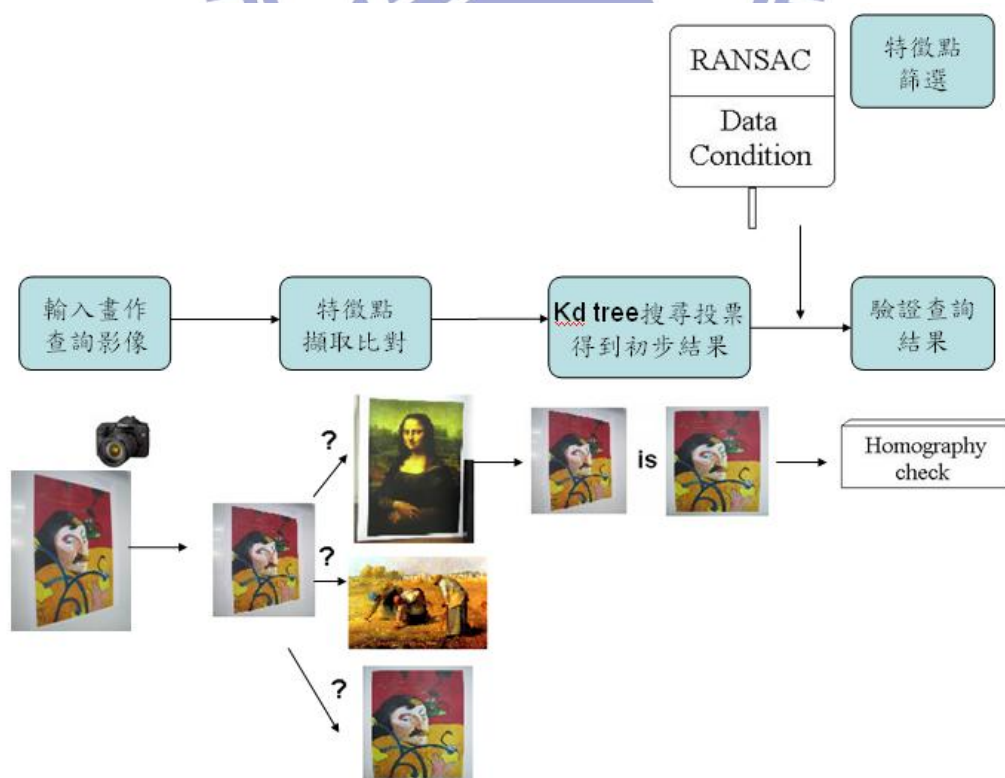 RANSAC
Data
Condition
特徵點
篩選
輸入畫作
查詢影像
特徵點
擷取比對
Kd tree搜尋投票
得到初步結果
驗證查詢
結果
?
?
?
is
Homography
check